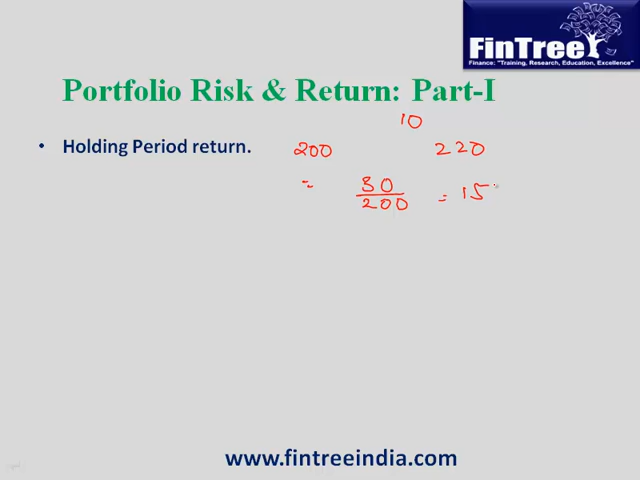 FinTree
Finance: "Training, Research, Education, Excellence"
Portfolio Risk & Return: Part-I
10
• Holding Period return. 200 220
= 30/200 = 15
www.fintreeindia.com